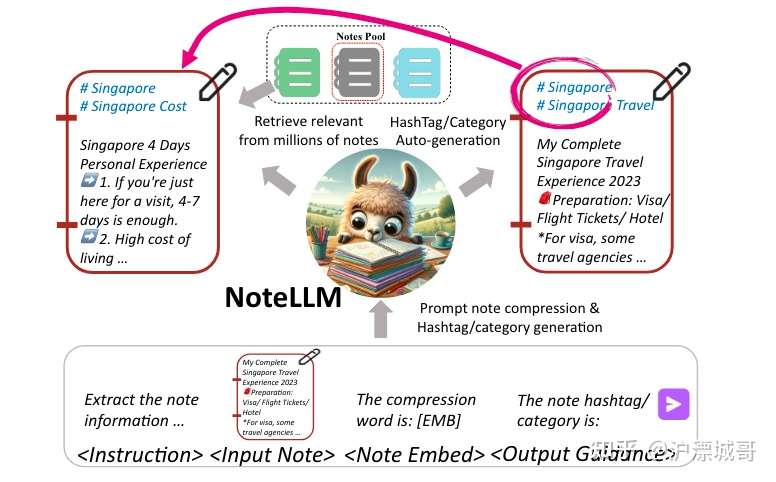 Notes Pool
# Singapore
# Singapore Cost
Singapore 4 Days
Personal Experience
➡️ 1. If you're just
here for a visit, 4-7
days is enough.
➡️ 2. High cost of
living ...
Retrieve relevant
from millions of notes
HashTag/Category
Auto-generation
# Singapore
# Singapore Travel
My Complete
Singapore Travel
Experience 2023
🎒Preparation: Visa/
Flight Tickets/ Hotel
*For visa, some
travel agencies ...
NoteLLM
Prompt note compression &
Hashtag/category generation
Extract the note
information ...
My Complete
Singapore Travel
Experience 2023
🎒Preparation:
Visa/ Flight Tickets/
Hotel
*For visa, some
travel agencies ...
The compression
word is: [EMB]
The note hashtag/
category is:
<Instruction> <Input Note> <Note Embed> <Output Guidance>
知乎 @沪漂城哥